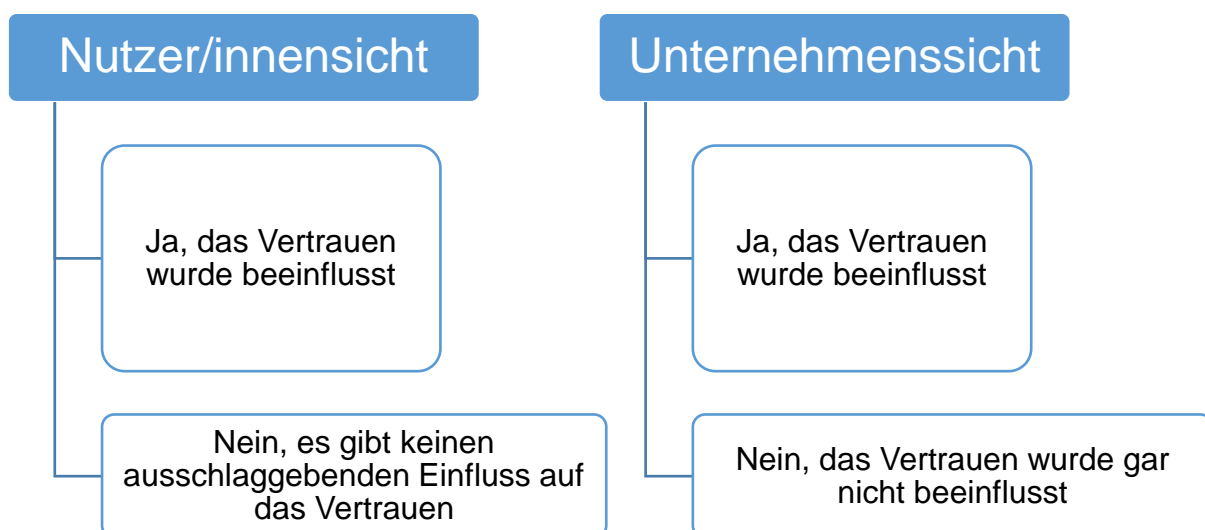 Nutzer/innensicht
Ja, das Vertrauen
wurde beeinflusst
Nein, es gibt keinen
ausschlaggebenden Einfluss auf
das Vertrauen
Unternehmenssicht
Ja, das Vertrauen
wurde beeinflusst
Nein, das Vertrauen wurde gar
nicht beeinflusst